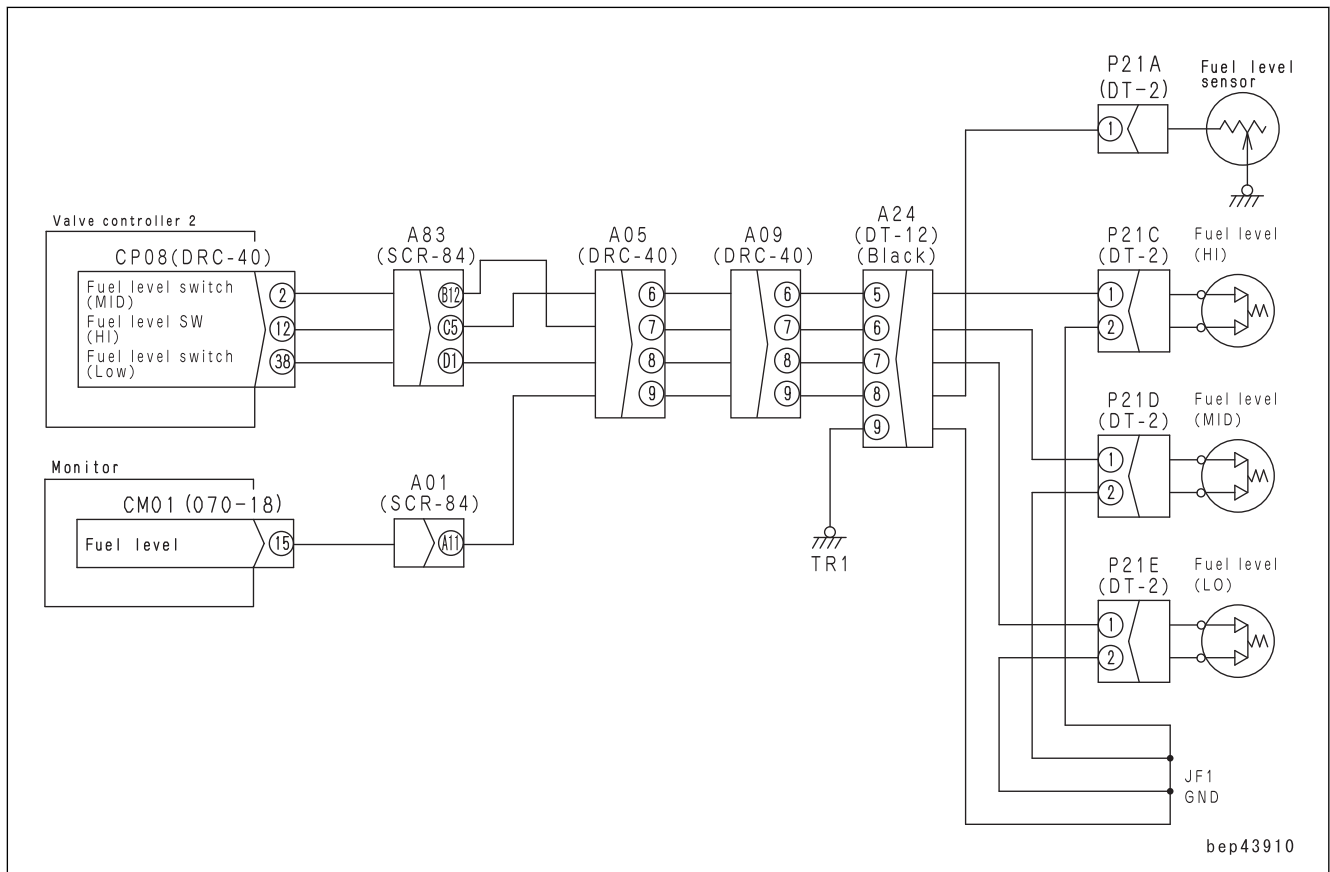 P21A
(DT-2)
1
Fuel level
sensor
Valve controller 2
CP08(DRC-40)
Fuel level switch
(MID)
Fuel level SW
(HI)
Fuel level switch
(Low)
2
12
38
A83
(SCR-84)
B12
C5
D1
A05
(DRC-40)
6
7
8
9
A09
(DRC-40)
6
7
8
9
A24
(DT-12)
(Black)
5
6
7
8
9
TR1
P21C
(DT-2)
1
2
Fuel level
(HI)
P21D
(DT-2)
1
2
Fuel level
(MID)
P21E
(DT-2)
1
2
Fuel level
(LO)
JF1
GND
Monitor
CM01 (070-18)
Fuel level
15
A01
(SCR-84)
A11
bep43910